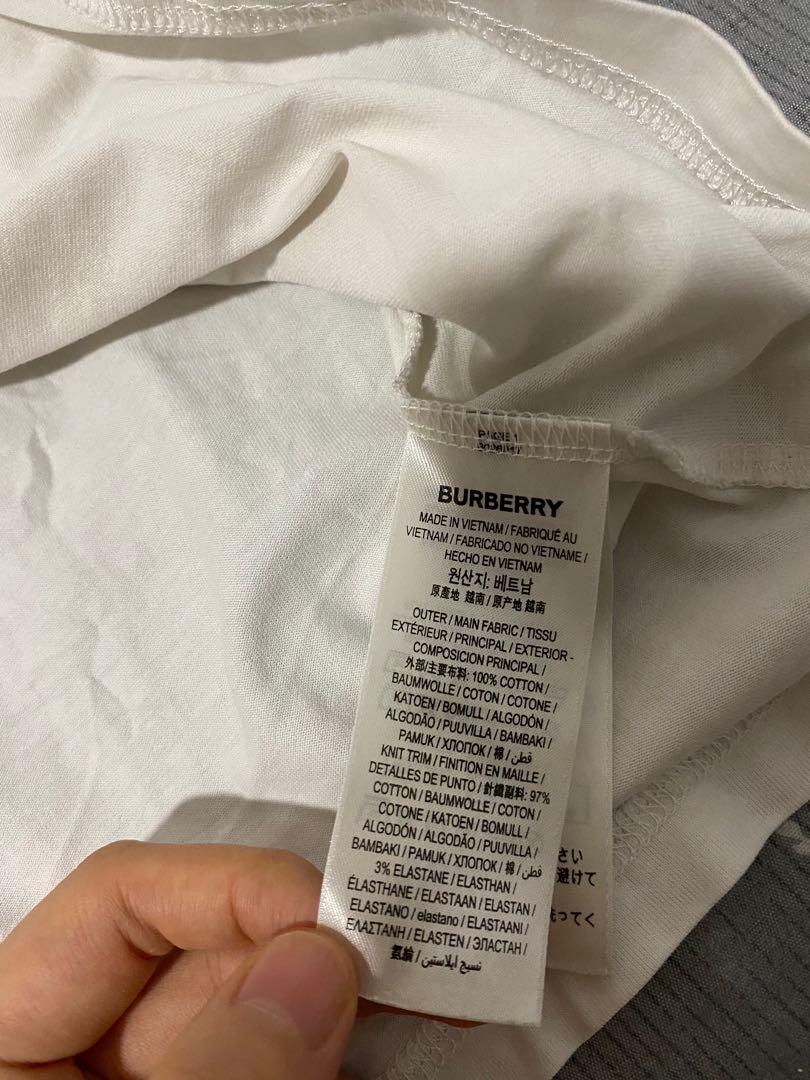 PAGE 1
BURBERRY
MADE IN VIETNAM / FABRIQUÉ AU
VIETNAM / FABRICADO NO VIETNAME /
HECHO EN VIETNAM
원산지: 베트남
原產地 越南 / 原产地 越南
OUTER / MAIN FABRIC / TISSU
EXTÉRIEUR / PRINCIPAL / EXTERIOR -
COMPOSICION PRINCIPAL /
外部/主要布料: 100% COTTON /
BAUMWOLLE / COTON / COTONE /
KATOEN / BOMULL / ALGODÓN /
ALGODÃO / PUUVILLA / BAMBAKI /
PAMUK / ХЛОПОК / 棉 / قطن /
KNIT TRIM / FINITION EN MAILLE /
DETALLES DE PUNTO / 針織副料: 97%
COTTON / BAUMWOLLE / COTON /
COTONE / KATOEN / BOMULL /
ALGODÓN / ALGODÃO / PUUVILLA /
BAMBAKI / PAMUK / ХЛОПОК / 棉 / قطن /
3% ELASTANE / ELASTHAN /
ÉLASTHANE / ELASTAAN / ELASTAN /
ELASTANO / elastano / ELASTAANI /
ΕΛΑΣΤΑΝΗ / ELASTEN / ЭЛАСТАН /
氨綸 / نسيج ايلاستين
さい
避けて
洗ってく